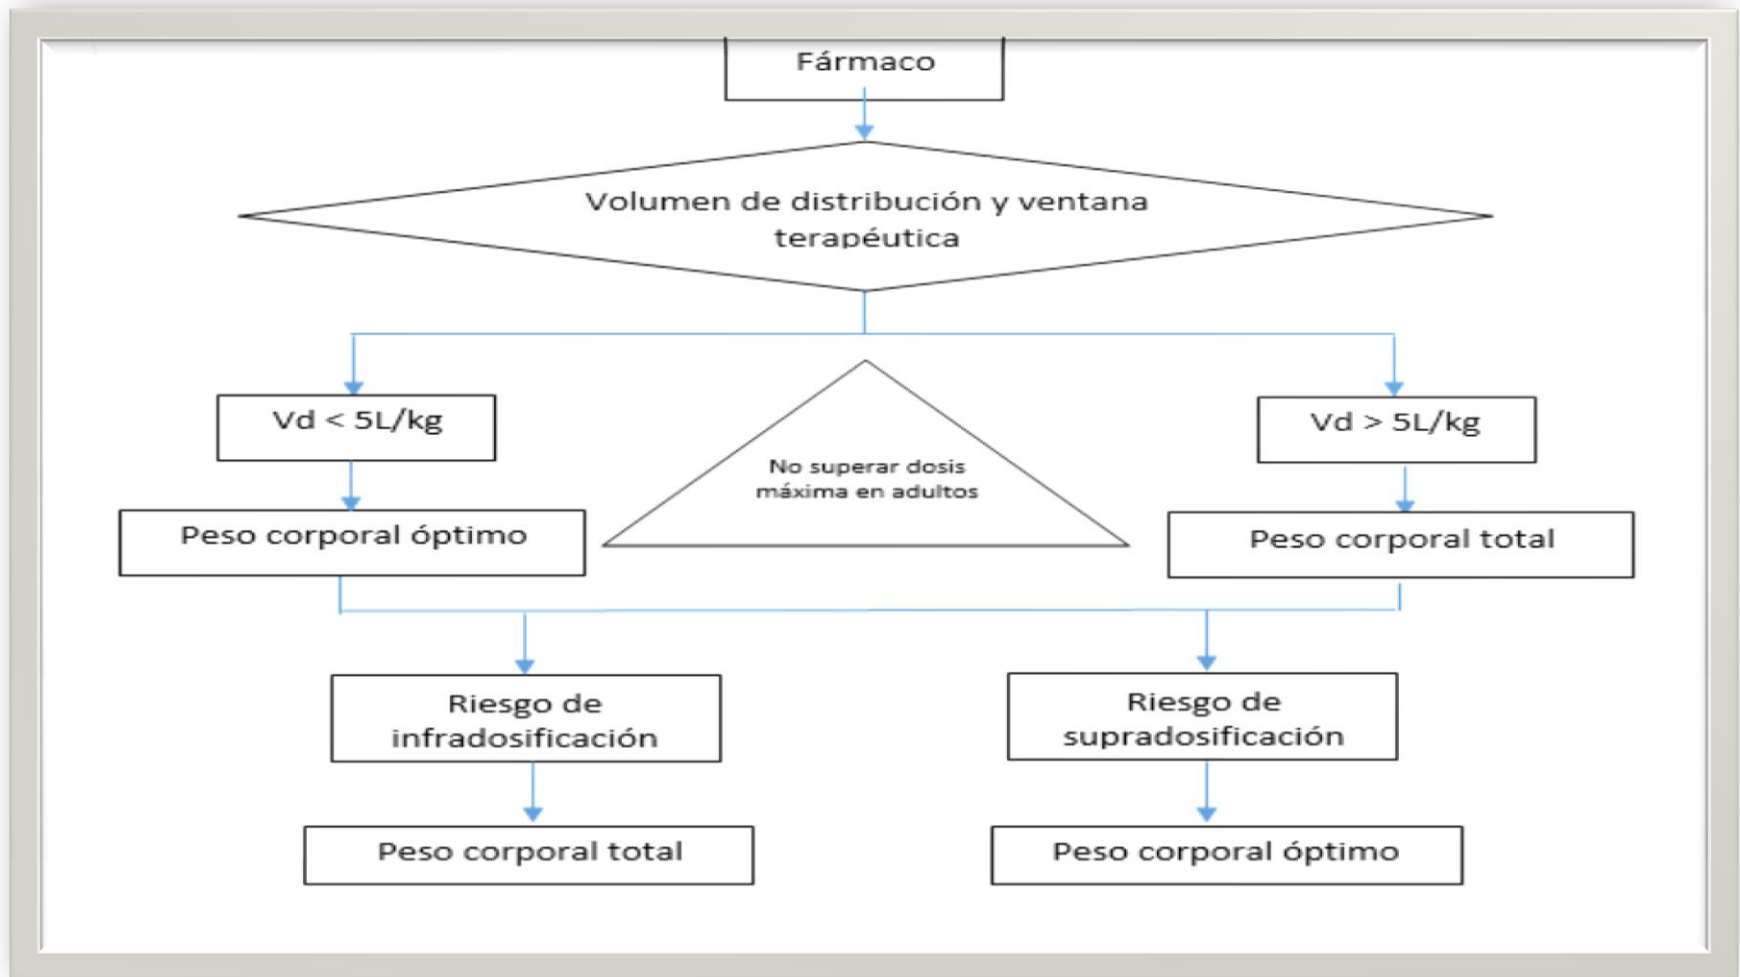 Fármaco
Volumen de distribución y ventana
terapéutica
Vd < 5L/kg
Vd > 5L/kg
No superar dosis
máxima en adultos
Peso corporal óptimo
Peso corporal total
Riesgo de
infradosificación
Riesgo de
supradosificación
Peso corporal total
Peso corporal óptimo